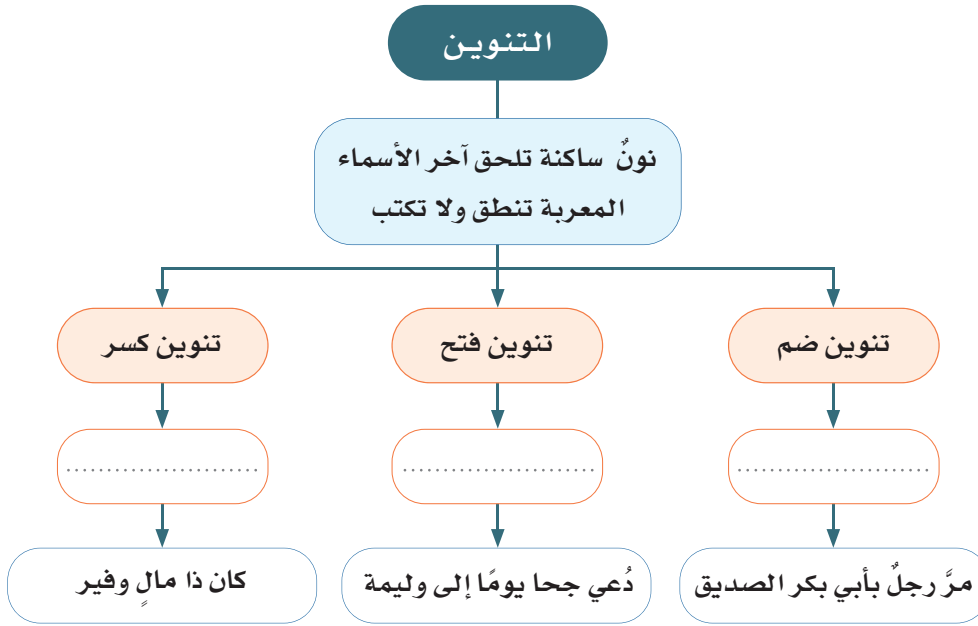 التنوين
نونٌ ساكنة تلحق آخر الأسماء
المعربة تنطق ولا تكتب
تنوين ضم
تنوين فتح
تنوين كسر
........................
........................
........................
مرَّ رجلٌ بأبي بكر الصديق
دُعي جحا يومًا إلى وليمة
كان ذا مالٍ وفير